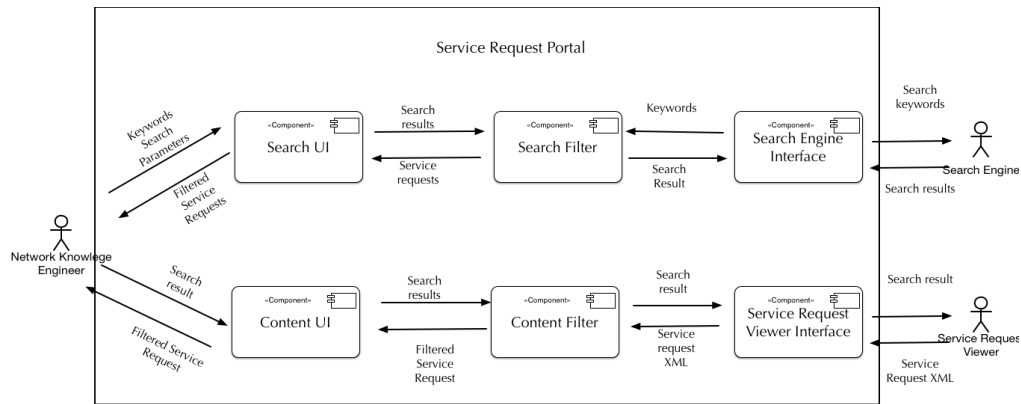 Service Request Portal
Keywords
Search
Parameters
Filtered
Service
Requests
«Component»
Search UI
Search
results
Service
requests
«Component»
Search Filter
Keywords
Search
Result
«Component»
Search Engine
Interface
Search
keywords
Search results
Search Engine
Network Knowlege
Engineer
Search
result
Filtered Service
Request
«Component»
Content UI
Search
results
Filtered
Service
Request
«Component»
Content Filter
Search
result
Service
request
XML
«Component»
Service Request
Viewer Interface
Search result
Service
Request XML
Service Reques
Viewer